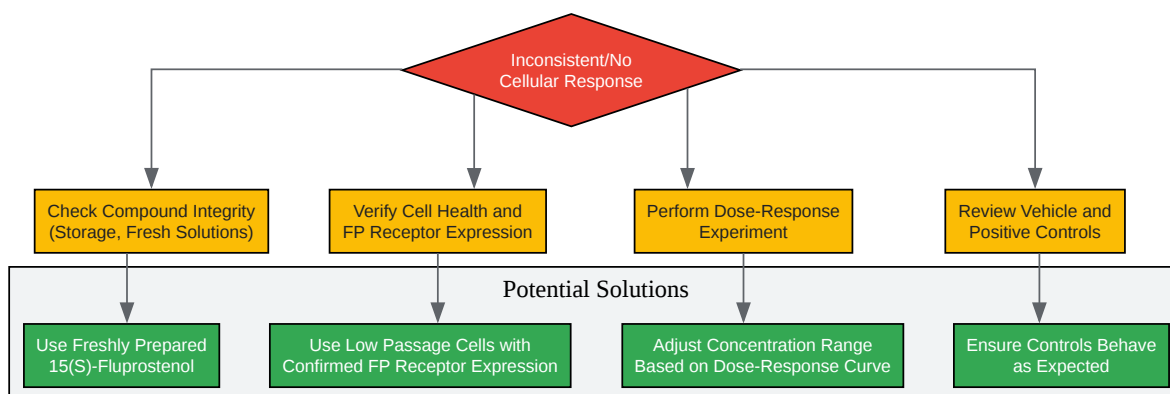 Inconsistent/No
Cellular Response
Check Compound Integrity
(Storage, Fresh Solutions)
Verify Cell Health and
FP Receptor Expression
Perform Dose-Response
Experiment
Review Vehicle and
Positive Controls
Potential Solutions
Use Freshly Prepared
15(S)-Fluprostenol
Use Low Passage Cells with
Confirmed FP Receptor Expression
Adjust Concentration Range
Based on Dose-Response Curve
Ensure Controls Behave
as Expected